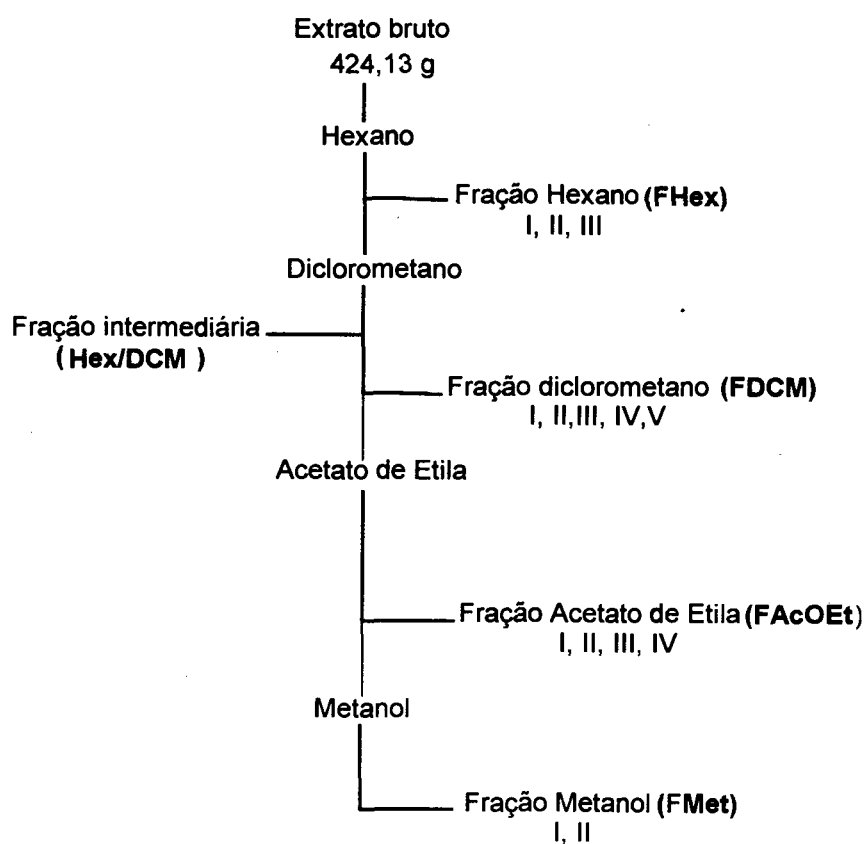 Extrato bruto
424,13 g
Hexano
Fração Hexano (FHex)
I, II, III
Diclorometano
Fração intermediária
( Hex/DCM )
Fração diclorometano (FDCM)
I, II,III, IV,V
Acetato de Etila
Fração Acetato de Etila (FAcOEt)
I, II, III, IV
Metanol
Fração Metanol (FMet)
I, II